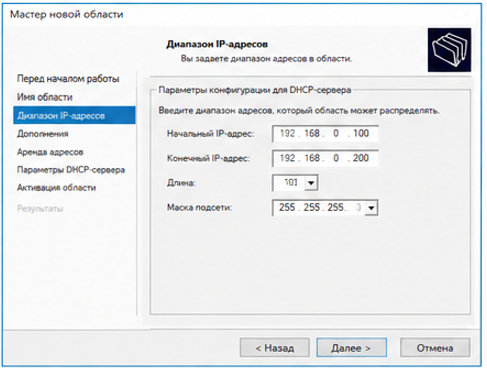 Мастер новой области
Диапазон IP-адресов
Вы задаете диапазон адресов в области.
Перед началом работы
Имя области
Диапазон IP-адресов
Дополнения
Аренда адресов
Параметры DHCP-сервера
Активация области
Результаты
Параметры конфигурации для DHCP-сервера
Введите диапазон адресов, который область может распределять.
Начальный IP-адрес: 192 . 168 . 0 . 100
Конечный IP-адрес: 192 . 168 . 0 . 200
Длина: 101
Маска подсети: 255 . 255 . 255 . 0
< Назад Далее > Отмена